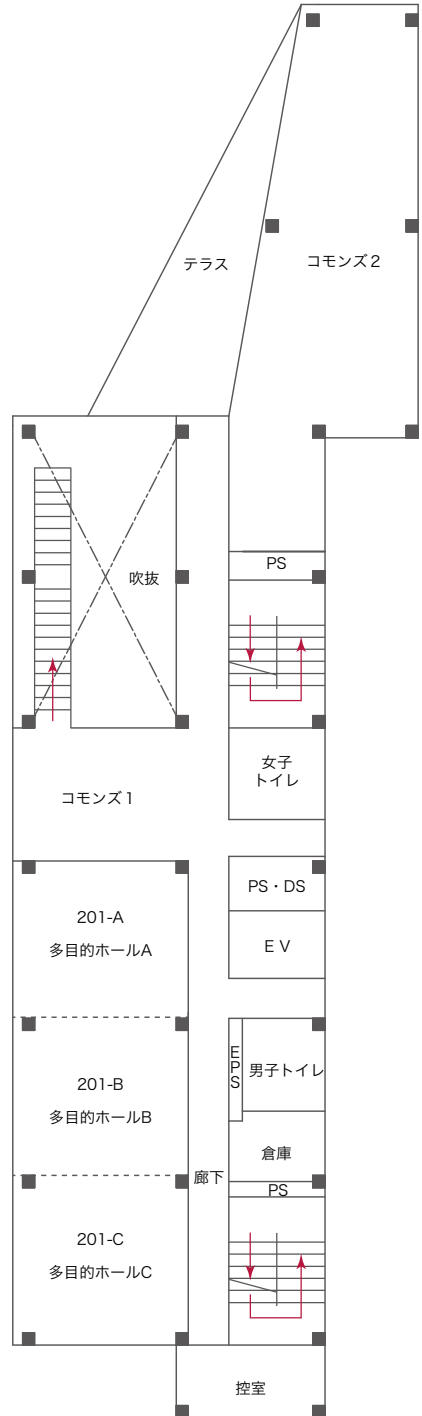 テラス
コモンズ2
PS
吹抜
女子
トイレ
コモンズ1
PS・DS
201-A
多目的ホールA
EV
EPS
男子トイレ
201-B
多目的ホールB
倉庫
廊下
PS
201-C
多目的ホールC
控室